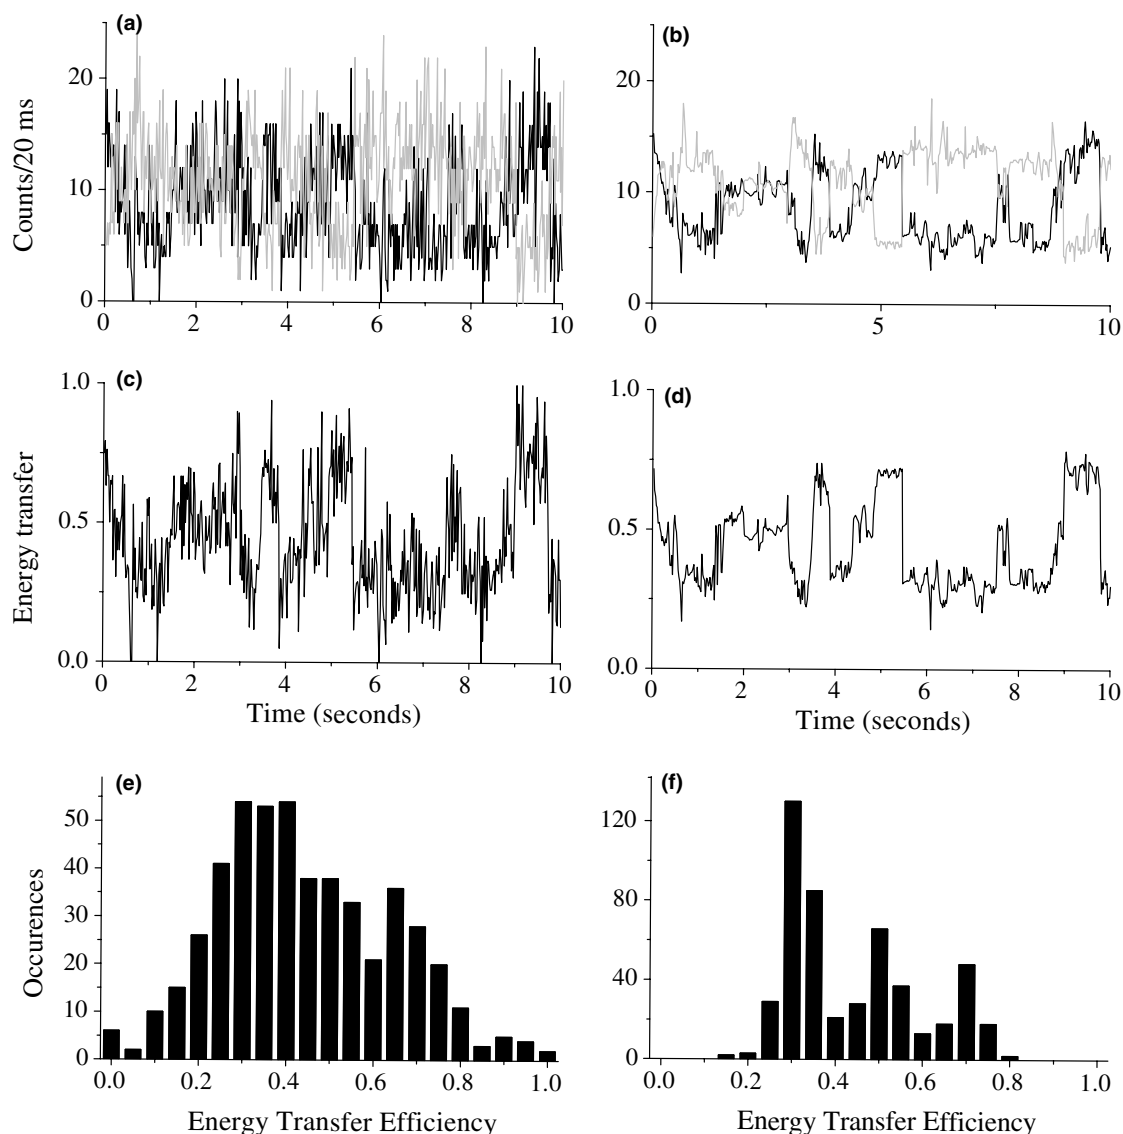 (a)
(b)
Counts/20 ms
20
10
0
0 2 4 6 8 10
20
10
0
0 5 10
(c)
(d)
Energy transfer
1.0
0.5
0.0
0 2 4 6 8 10
Time (seconds)
1.0
0.5
0.0
0 2 4 6 8 10
Time (seconds)
(e)
(f)
Occurences
50
40
30
20
10
0
0.0 0.2 0.4 0.6 0.8 1.0
Energy Transfer Efficiency
120
80
40
0
0.0 0.2 0.4 0.6 0.8 1.0
Energy Transfer Efficiency